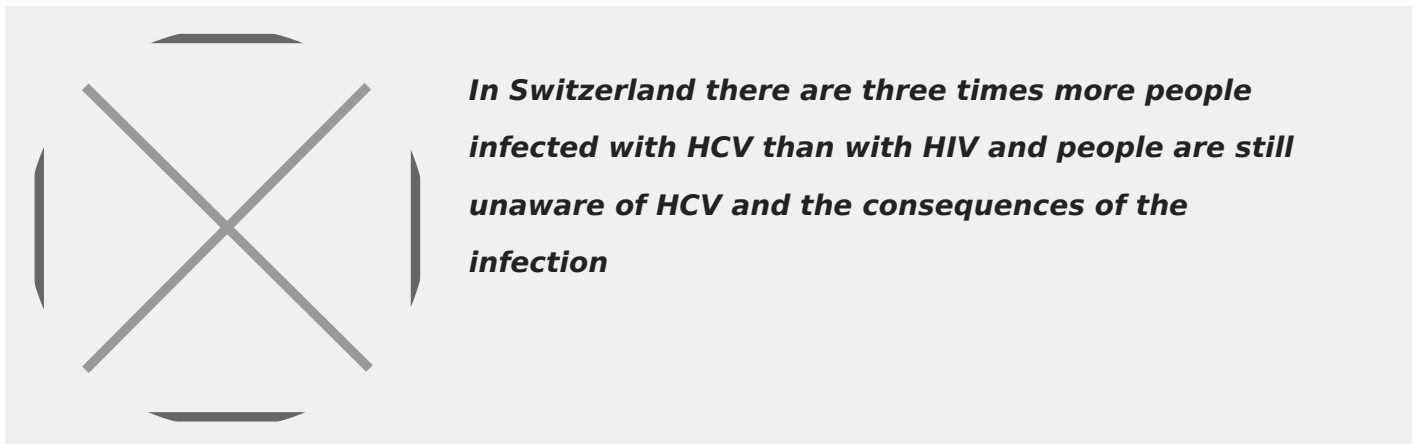 In Switzerland there are three times more people
infected with HCV than with HIV and people are still
unaware of HCV and the consequences of the
infection